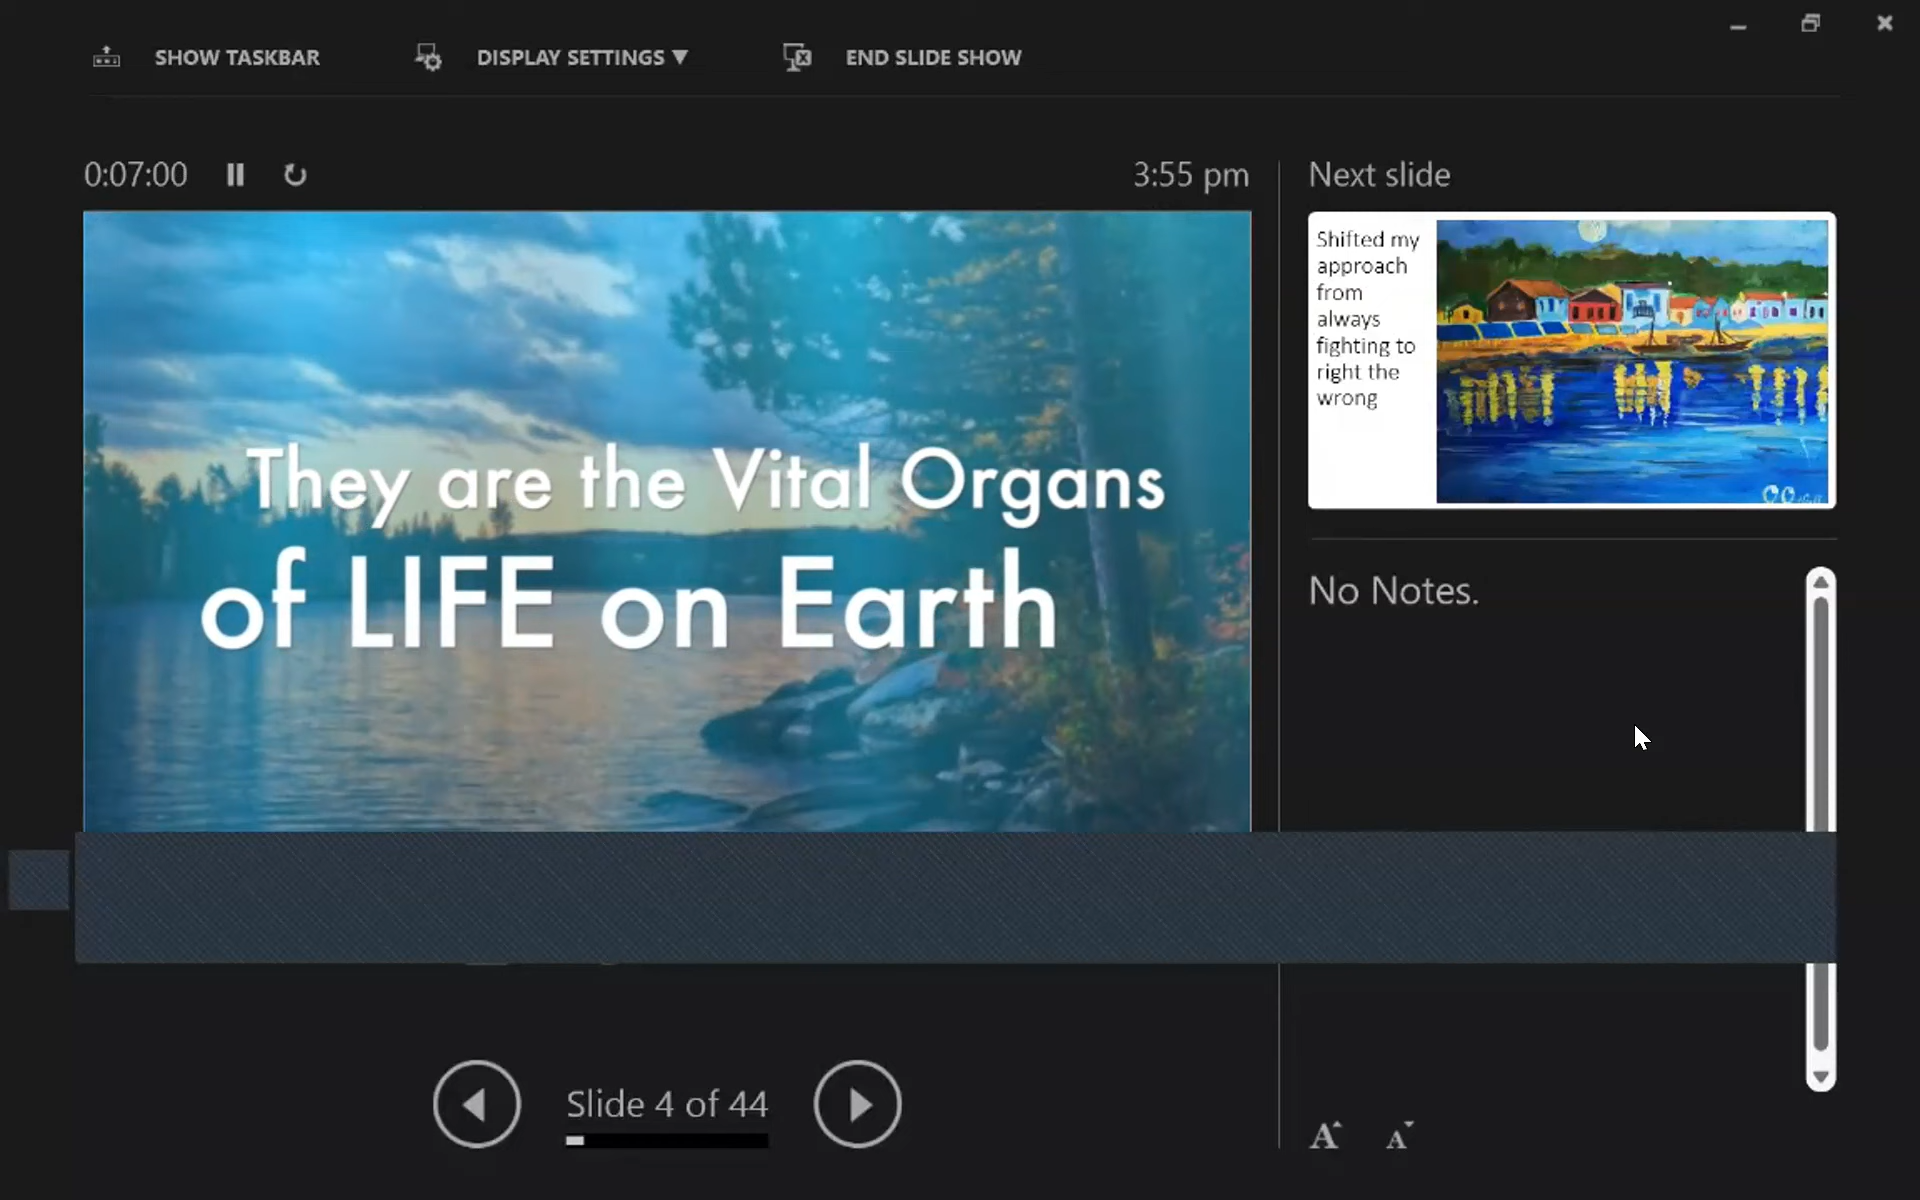 SHOW TASKBAR
DISPLAY SETTINGS ▼
END SLIDE SHOW
0:07:00
3:55 pm
They are the Vital Organs
of LIFE on Earth
Slide 4 of 44
Next slide
Shifted my
approach
from
always
fighting to
right the
wrong
No Notes.